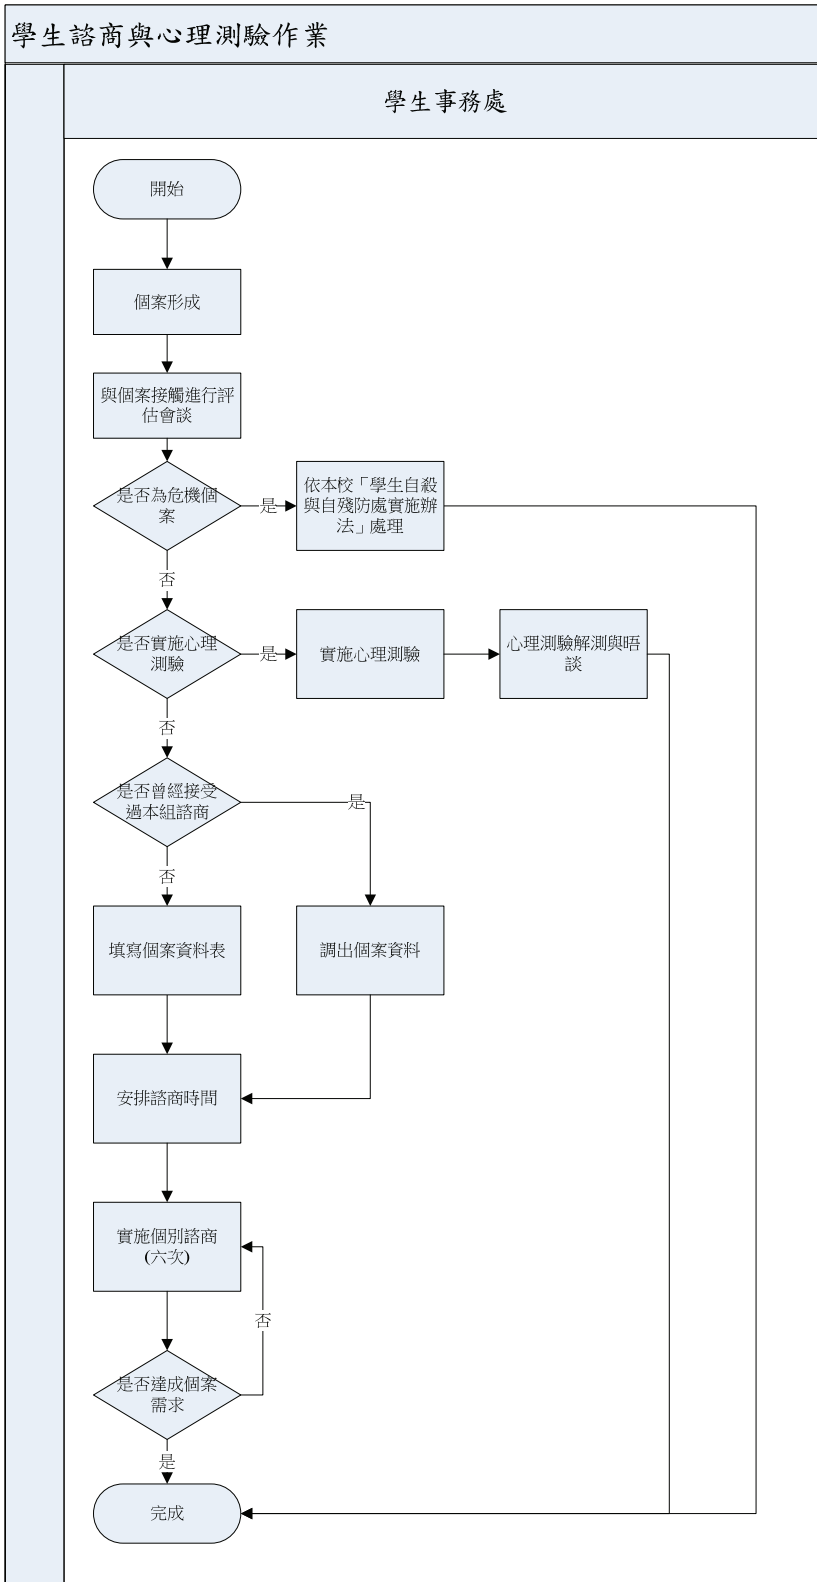 學生諮商與心理測驗作業
學生事務處
開始
個案形成
與個案接觸進行評
估會談
是否為危機個
案
是
依本校「學生自殺
與自殘防處實施辦
法」處理
否
是否實施心理
測驗
是
實施心理測驗
心理測驗解測與晤
談
否
是否曾經接受
過本組諮商
是
否
填寫個案資料表
調出個案資料
安排諮商時間
實施個別諮商
(六次)
否
是否達成個案
需求
是
完成